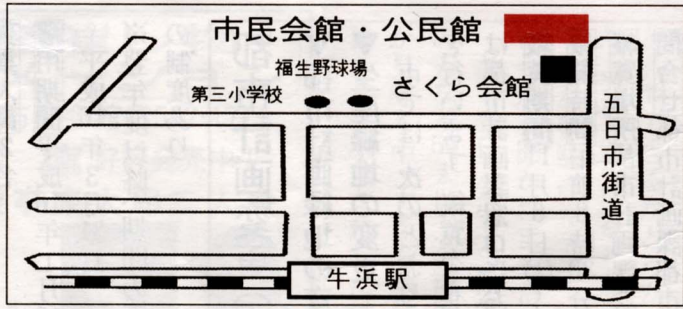 市民会館・公民館
福生野球場
さくら会館
第三小学校
五日市街道
牛浜駅